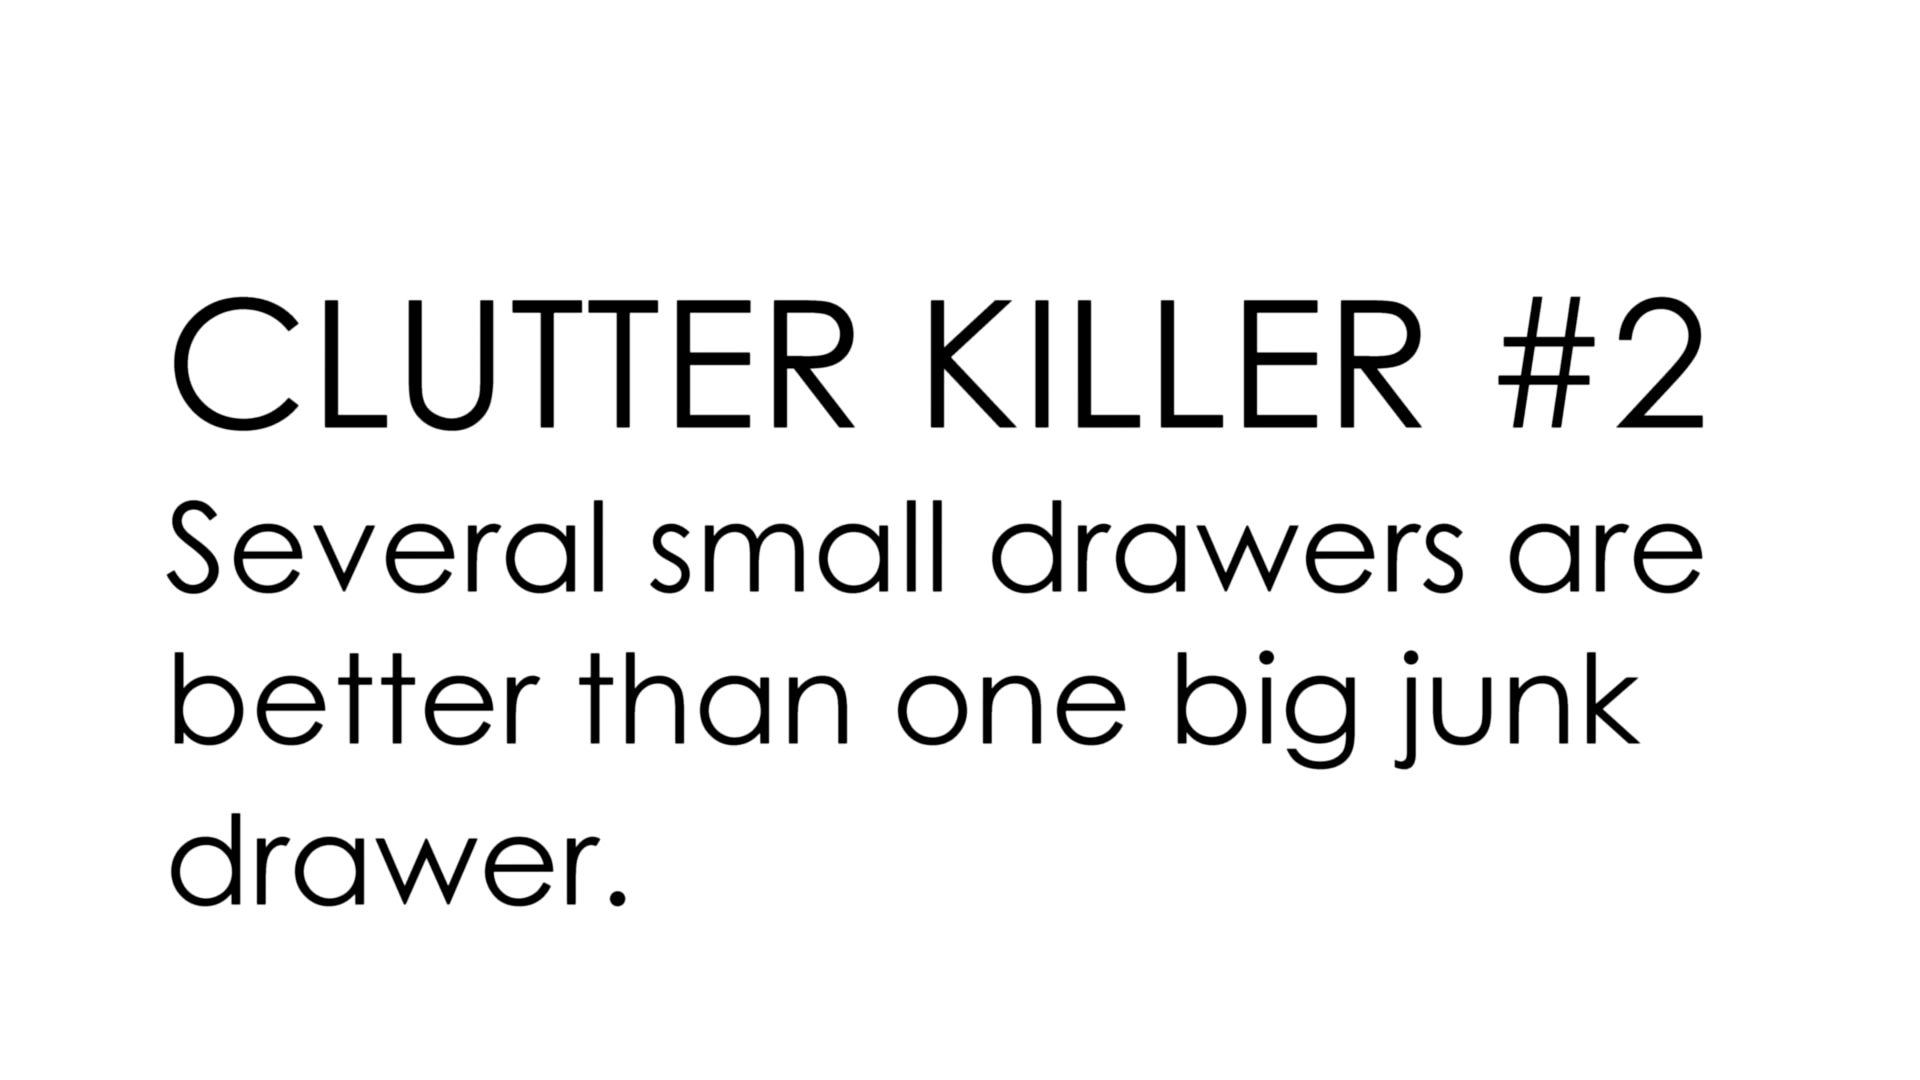 CLUTTER KILLER #2
Several small drawers are
better than one big junk
drawer.